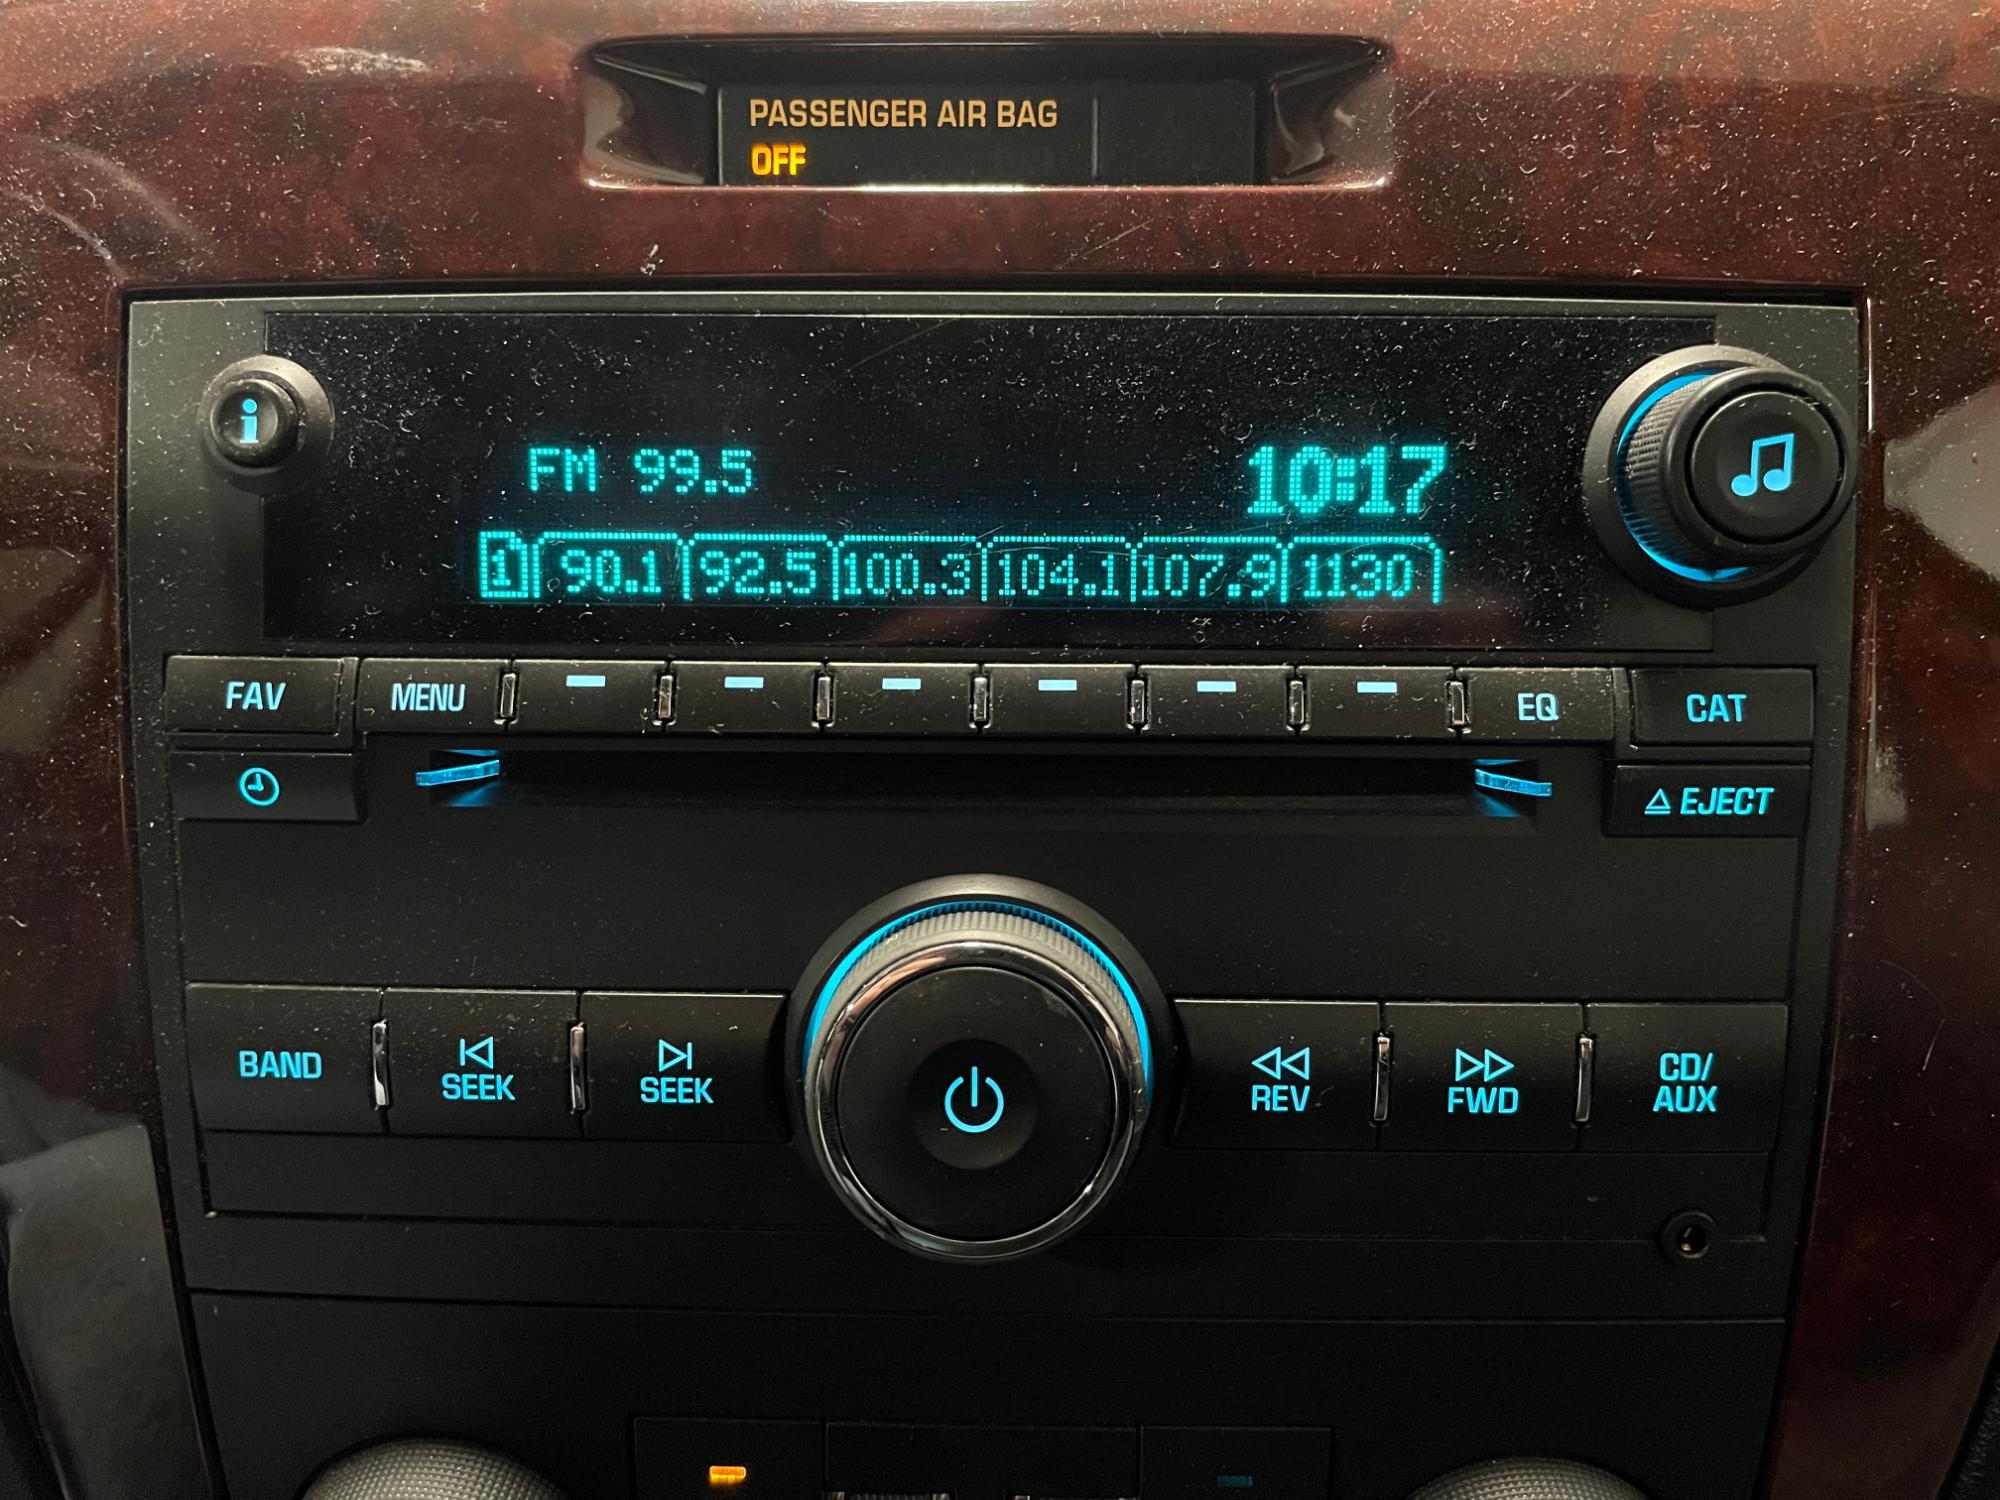 PASSENGER AIR BAG
OFF
i
FM 99.5 10:17
1 90.1 92.5 100.3 104.1 107.9 1130
FAV MENU EQ CAT
EJECT
BAND SEEK SEEK REV FWD CD/
AUX